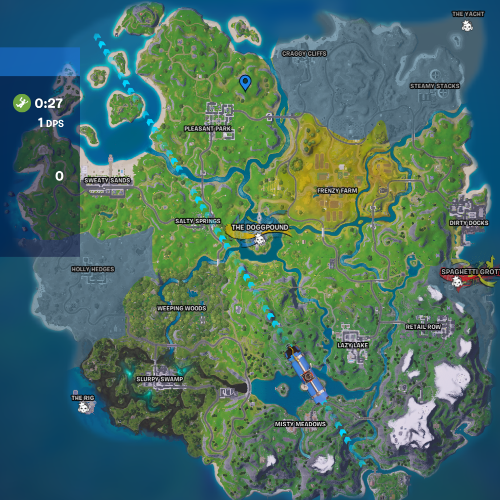 THE YACHT
CRAGGY CLIFFS
STEAMY STACKS
0:27
1 DPS
PLEASANT PARK
0
SWEATY SANDS
FRENZY FARM
SALTY SPRINGS
THE DOGGPOUND
DIRTY DOCKS
HOLLY HEDGES
SPAGHETTI GROT
WEEPING WOODS
RETAIL ROW
LAZY LAKE
SLURPY SWAMP
THE RIG
MISTY MEADOWS